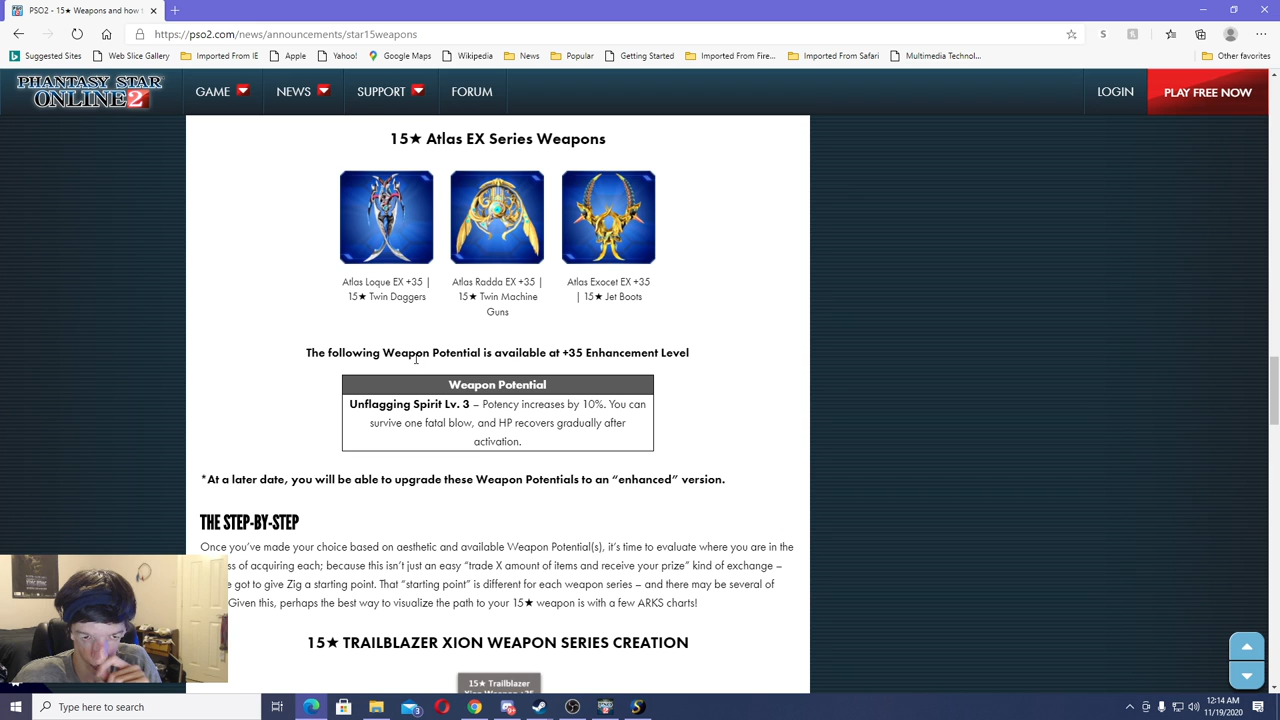 PSO2 - 15★ Weapons and how
https://pso2.com/news/announcements/star15weapons
Suggested Sites
Web Slice Gallery
Imported From IE
Apple
Yahoo!
Google Maps
Wikipedia
News
Popular
Getting Started
Imported From Fire...
Imported From Safari
Multimedia Technol...
Other favorites
PHANTASY STAR
ONLINE 2
GAME
NEWS
SUPPORT
FORUM
LOGIN
PLAY FREE NOW
15★ Atlas EX Series Weapons
Atlas Loque EX +35 |
15★ Twin Daggers
Atlas Radda EX +35 |
15★ Twin Machine
Guns
Atlas Exocet EX +35
| 15★ Jet Boots
The following Weapon Potential is available at +35 Enhancement Level
Weapon Potential
Unflagging Spirit Lv. 3 – Potency increases by 10%. You can
survive one fatal blow, and HP recovers gradually after
activation.
*At a later date, you will be able to upgrade these Weapon Potentials to an “enhanced” version.
THE STEP-BY-STEP
Once you’ve made your choice based on aesthetic and available Weapon Potential(s), it’s time to evaluate where you are in the
ss of acquiring each; because this isn’t just an easy “trade X amount of items and receive your prize” kind of exchange –
e got to give Zig a starting point. That “starting point” is different for each weapon series – and there may be several of
Given this, perhaps the best way to visualize the path to your 15★ weapon is with a few ARKS charts!
15★ TRAILBLAZER XION WEAPON SERIES CREATION
15★ Trailblazer
Xion Weapon +35
Type here to search
12:14 AM
11/19/2020